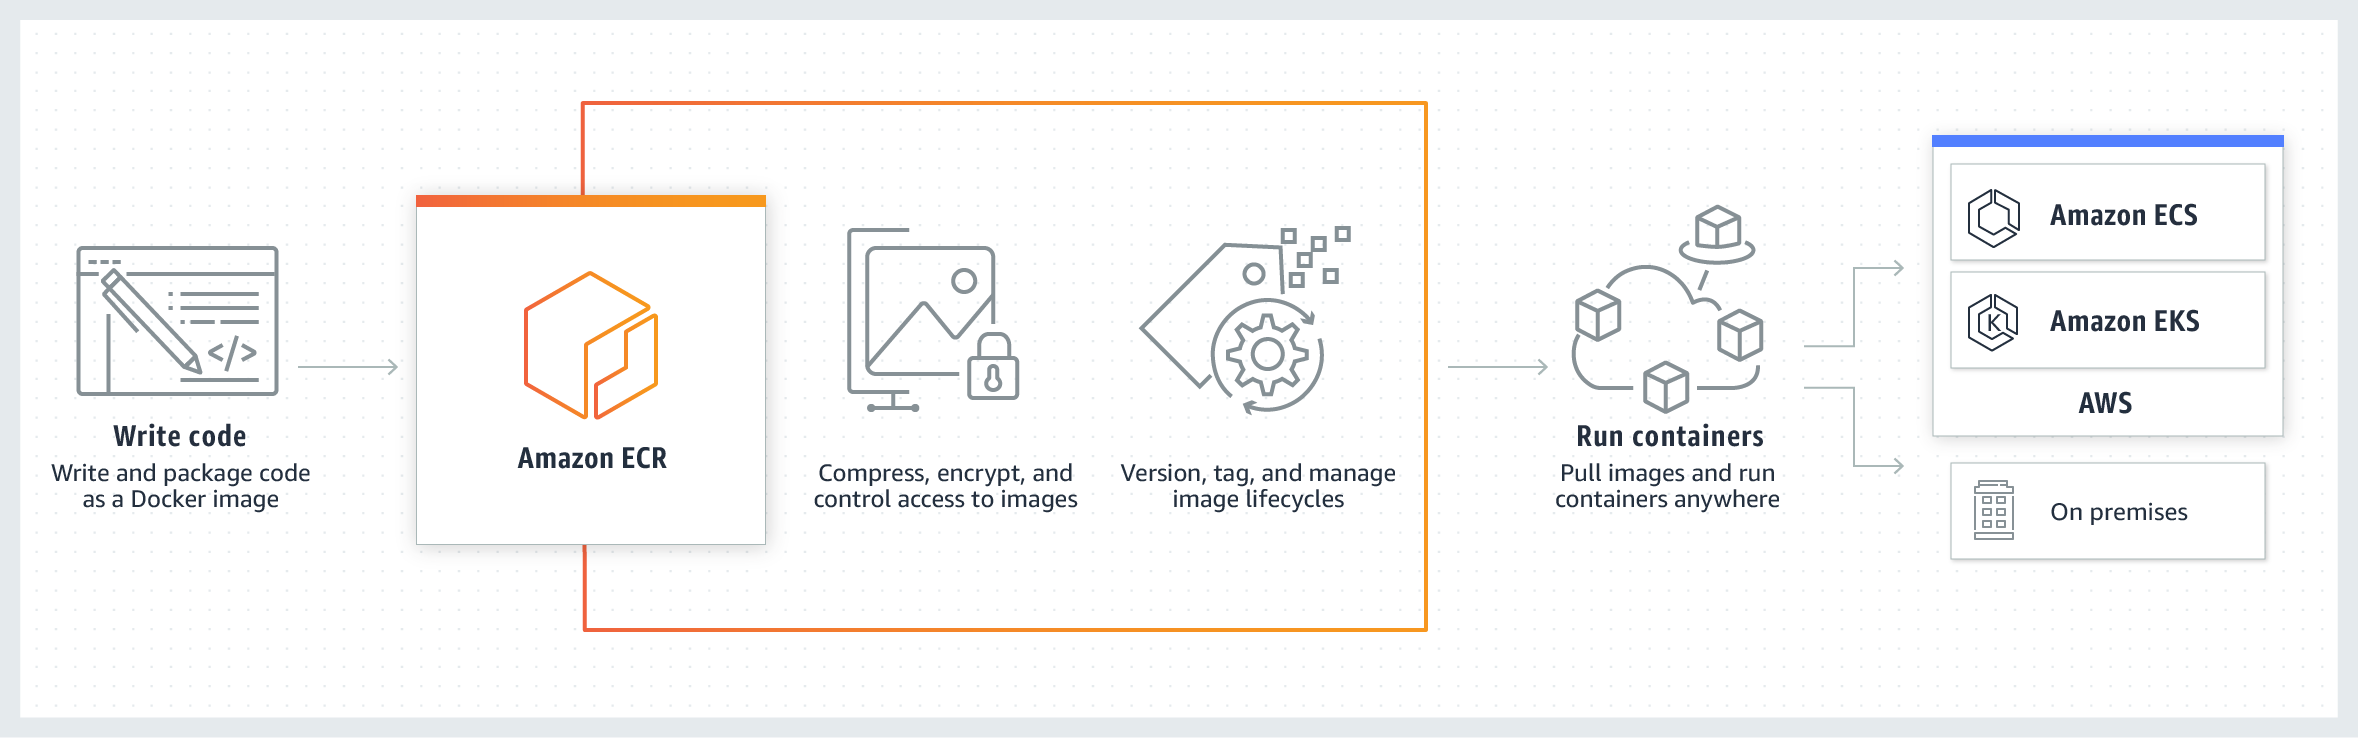 Write code
Write and package code
as a Docker image
</>
Amazon ECR
Compress, encrypt, and
control access to images
Version, tag, and manage
image lifecycles
Run containers
Pull images and run
containers anywhere
Amazon ECS
K
Amazon EKS
AWS
On premises